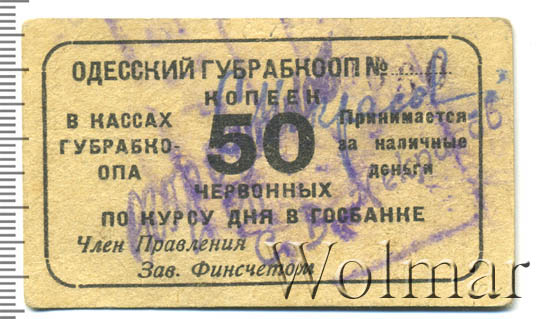 ОДЕССКИЙ ГУБРАБКООП №
КОПЕЕК
В КАССАХ
ГУБРАБКО-
ОПА
50
Принимается
за наличные
деньги
ЧЕРВОННЫХ
ПО КУРСУ ДНЯ В ГОСБАНКЕ
Член Правления
Зав. Финсчетори
Wolmar